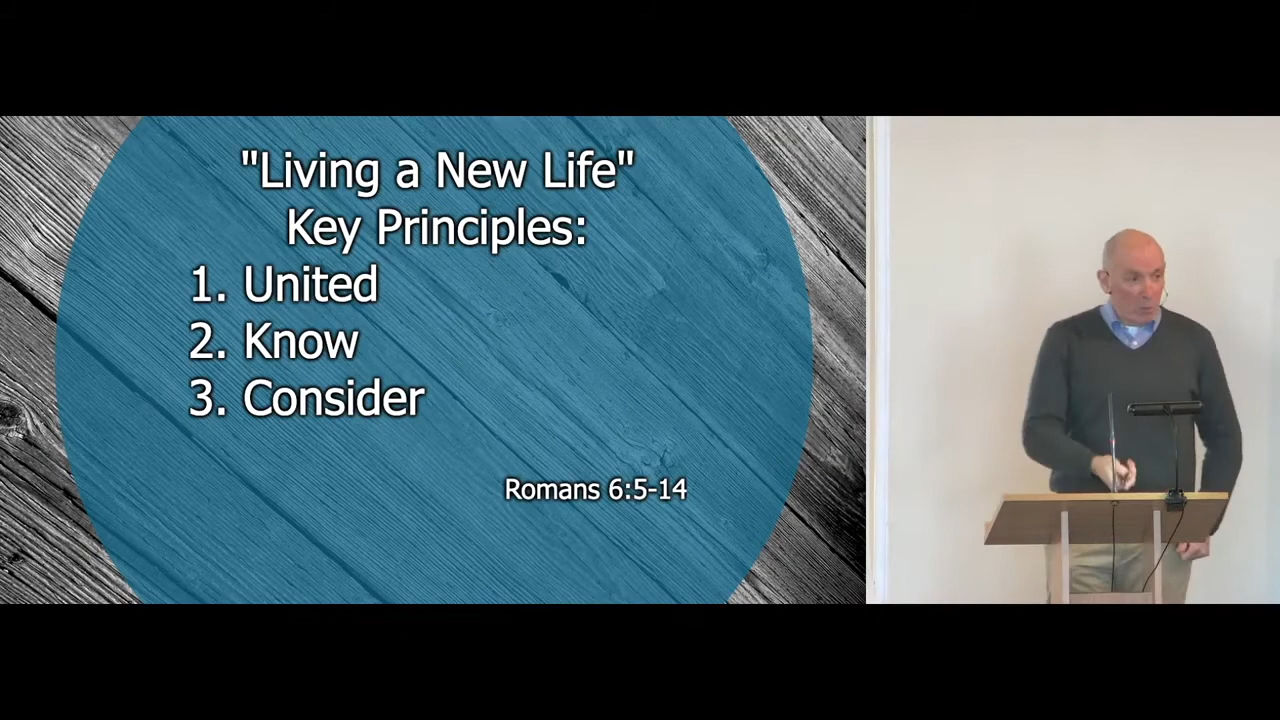 "Living a New Life"
Key Principles:
1. United
2. Know
3. Consider
Romans 6:5-14